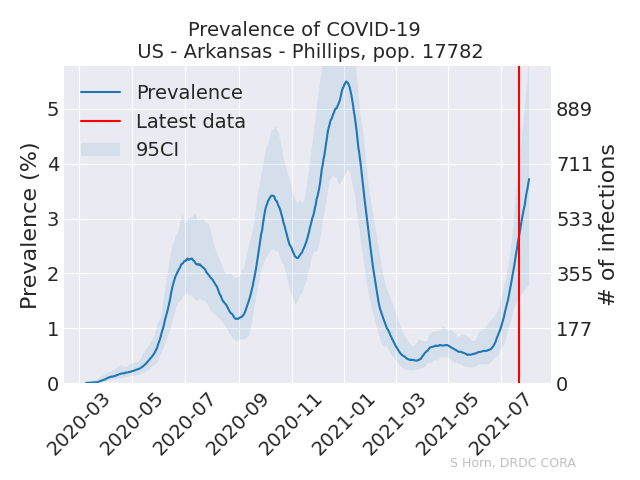 Prevalence of COVID-19
US - Arkansas - Phillips, pop. 17782
Prevalence
Latest data
95CI
Prevalence (%)
5
4
3
2
1
0
889
711
533
355
177
0
# of infections
2020-03
2020-05
2020-07
2020-09
2020-11
2021-01
2021-03
2021-05
2021-07
S Horn, DRDC CORA